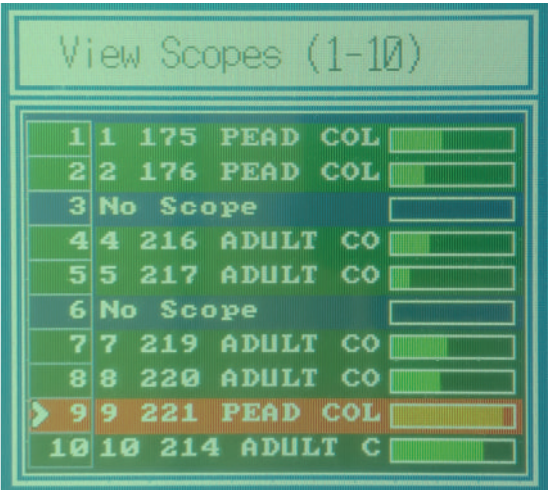 View Scopes (1-10)
1 1 175 PEAD COL
2 2 176 PEAD COL
3 No Scope
4 4 216 ADULT CO
5 5 217 ADULT CO
6 No Scope
7 7 219 ADULT CO
8 8 220 ADULT CO
9 9 221 PEAD COL
10 10 214 ADULT C